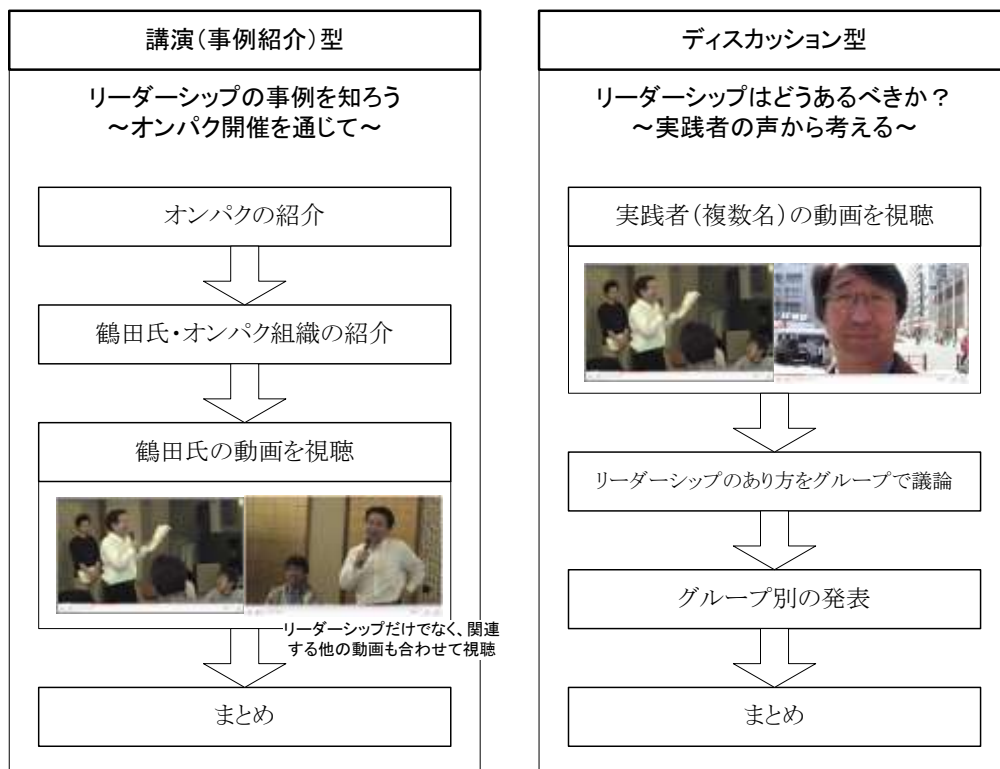 講演（事例紹介）型
リーダーシップの事例を知ろう
～オンパク開催を通じて～
オンパクの紹介
鶴田氏・オンパク組織の紹介
鶴田氏の動画を視聴
リーダーシップだけでなく、関連
する他の動画も合わせて視聴
まとめ
ディスカッション型
リーダーシップはどうあるべきか？
～実践者の声から考える～
実践者（複数名）の動画を視聴
リーダーシップのあり方をグループで議論
グループ別の発表
まとめ